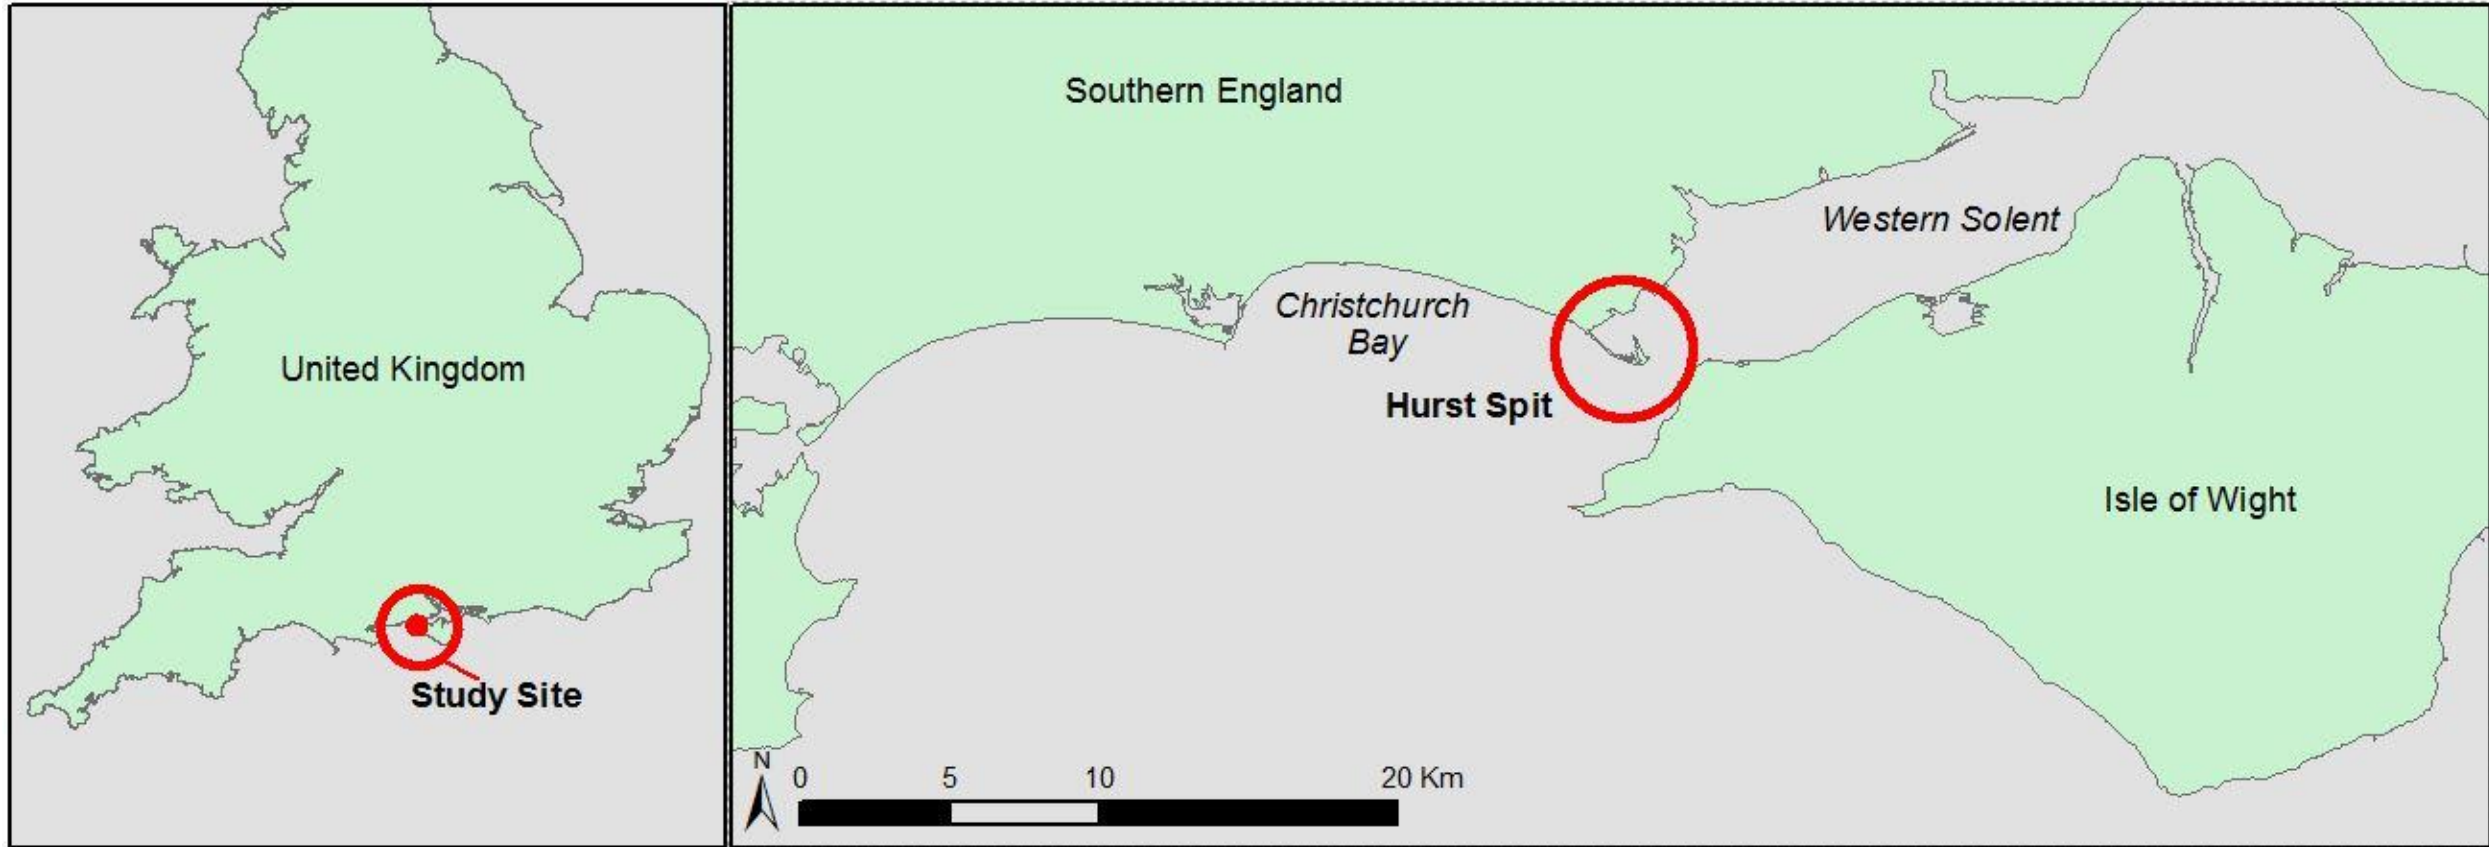 United Kingdom
Study Site
Southern England
Western Solent
Christchurch
Bay
Hurst Spit
Isle of Wight
N
0 5 10 20 Km